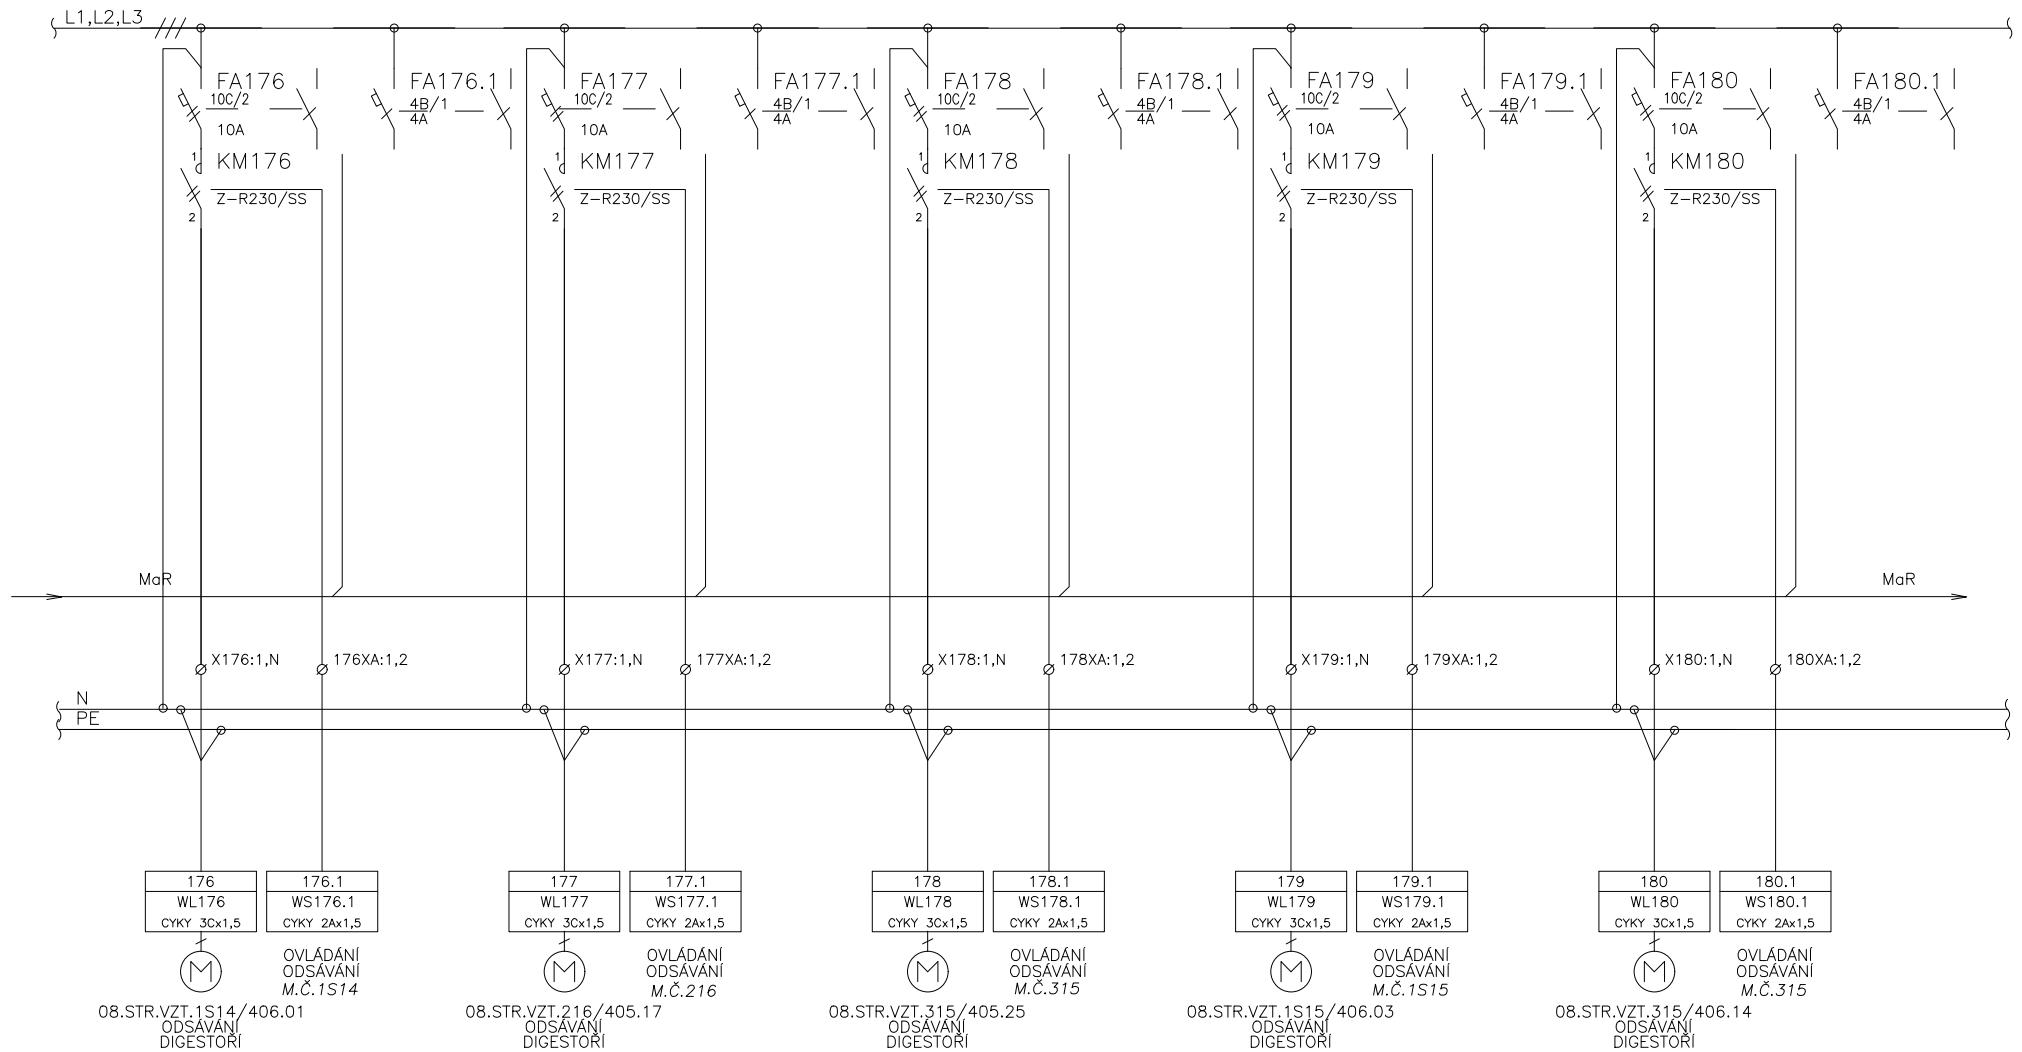 L1,L2,L3
FA176
10C/2
10A
FA176.1
4B/1
4A
FA177
10C/2
10A
FA177.1
4B/1
4A
FA178
10C/2
10A
FA178.1
4B/1
4A
FA179
10C/2
10A
FA179.1
4B/1
4A
FA180
10C/2
10A
FA180.1
4B/1
4A
1
KM176
Z-R230/SS
2
1
KM177
Z-R230/SS
2
1
KM178
Z-R230/SS
2
1
KM179
Z-R230/SS
2
1
KM180
Z-R230/SS
2
MaR
MaR
X176:1,N
176XA:1,2
X177:1,N
177XA:1,2
X178:1,N
178XA:1,2
X179:1,N
179XA:1,2
X180:1,N
180XA:1,2
N
PE
176
WL176
CYKY 3Cx1,5
176.1
WS176.1
CYKY 2Ax1,5
177
WL177
CYKY 3Cx1,5
177.1
WS177.1
CYKY 2Ax1,5
178
WL178
CYKY 3Cx1,5
178.1
WS178.1
CYKY 2Ax1,5
179
WL179
CYKY 3Cx1,5
179.1
WS179.1
CYKY 2Ax1,5
180
WL180
CYKY 3Cx1,5
180.1
WS180.1
CYKY 2Ax1,5
M
OVLÁDÁNÍ
ODSÁVÁNÍ
M.Č.1S14
M
OVLÁDÁNÍ
ODSÁVÁNÍ
M.Č.216
M
OVLÁDÁNÍ
ODSÁVÁNÍ
M.Č.315
M
OVLÁDÁNÍ
ODSÁVÁNÍ
M.Č.1S15
M
OVLÁDÁNÍ
ODSÁVÁNÍ
M.Č.315
08.STR.VZT.1S14/406.01
ODSÁVÁNÍ
DIGESTOŘÍ
08.STR.VZT.216/405.17
ODSÁVÁNÍ
DIGESTOŘÍ
08.STR.VZT.315/405.25
ODSÁVÁNÍ
DIGESTOŘÍ
08.STR.VZT.1S15/406.03
ODSÁVÁNÍ
DIGESTOŘÍ
08.STR.VZT.315/406.14
ODSÁVÁNÍ
DIGESTOŘÍ